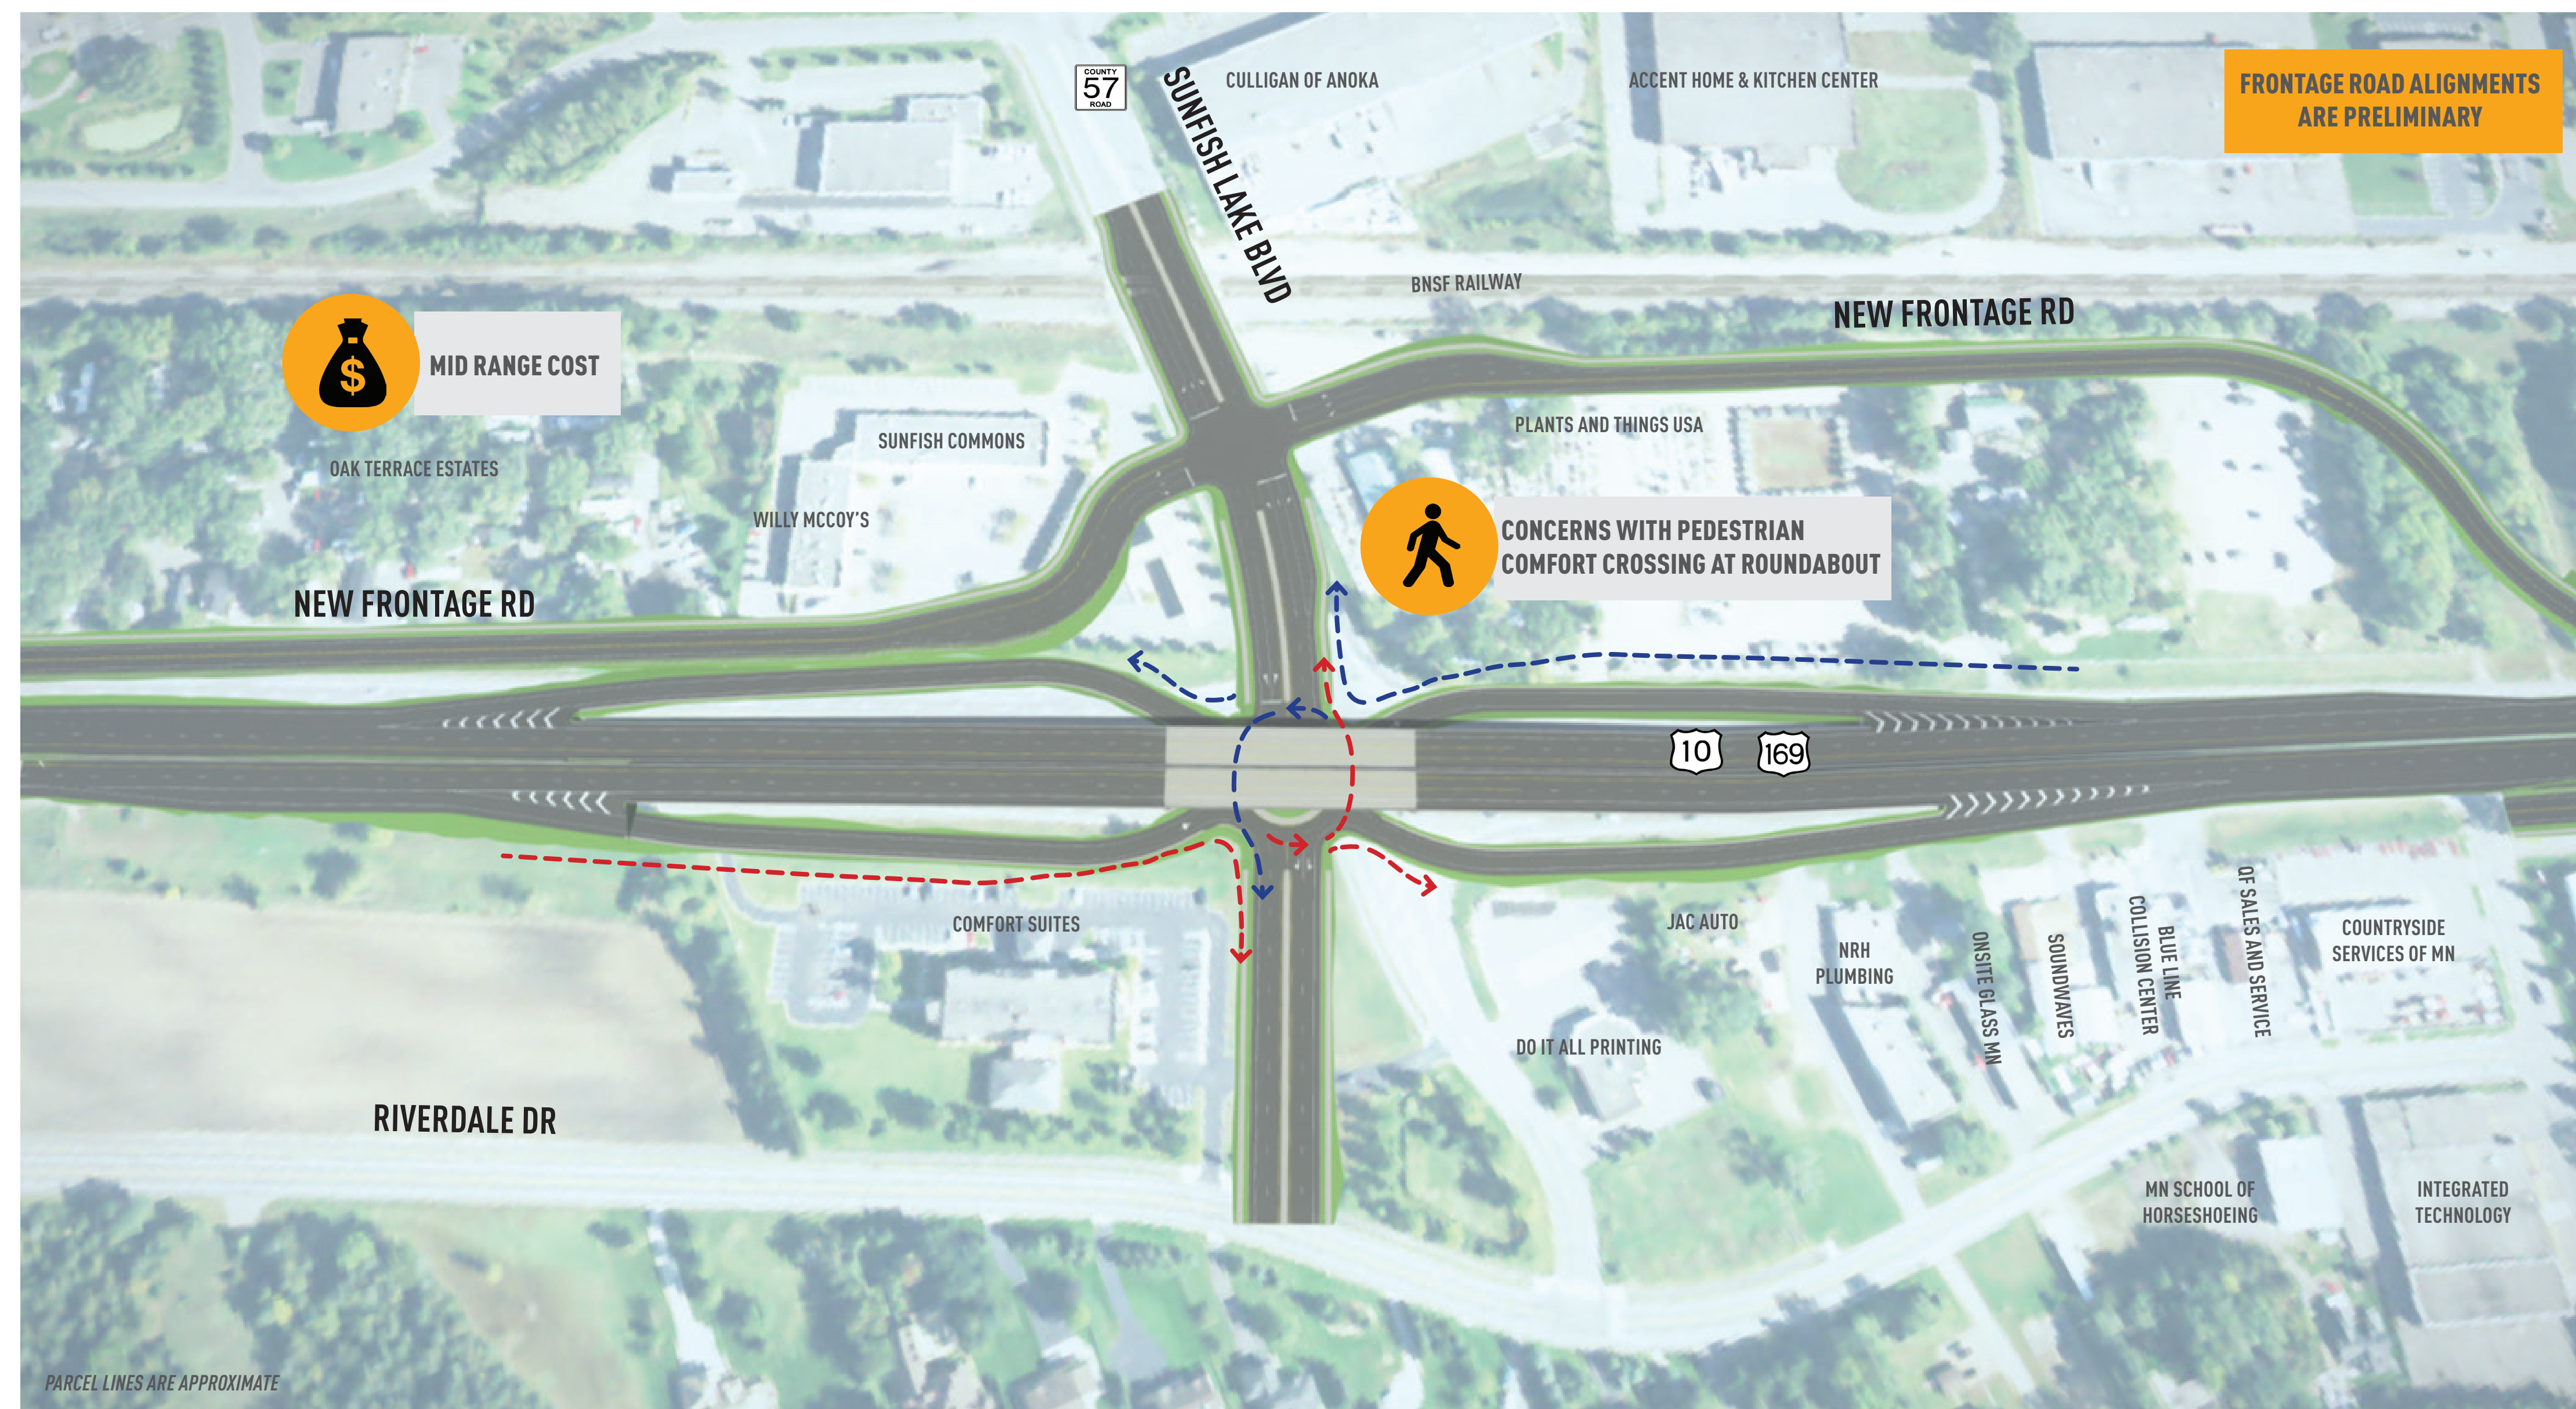 COUNTY
57
ROAD
SUNFISH LAKE BLVD
CULLIGAN OF ANOKA
ACCENT HOME & KITCHEN CENTER
FRONTAGE ROAD ALIGNMENTS
ARE PRELIMINARY
BNSF RAILWAY
NEW FRONTAGE RD
$
MID RANGE COST
PLANTS AND THINGS USA
SUNFISH COMMONS
OAK TERRACE ESTATES
WILLY MCCOY'S
CONCERNS WITH PEDESTRIAN
COMFORT CROSSING AT ROUNDABOUT
NEW FRONTAGE RD
10
169
COMFORT SUITES
JAC AUTO
NRH
PLUMBING
ONSITE GLASS MN
SOUNDWAVES
BLUE LINE
COLLISION CENTER
QF SALES AND SERVICE
COUNTRYSIDE
SERVICES OF MN
DO IT ALL PRINTING
RIVERDALE DR
MN SCHOOL OF
HORSESHOEING
INTEGRATED
TECHNOLOGY
PARCEL LINES ARE APPROXIMATE